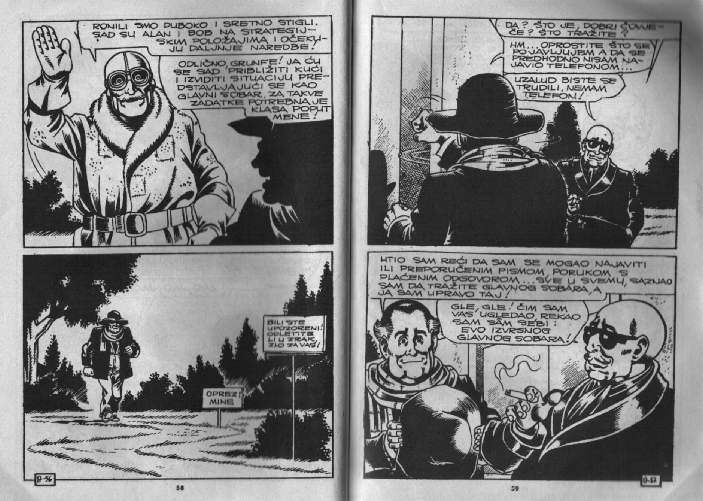 RONILI SMO DUBOKO I SRETNO STIGLI.
SAD SU ALAN I BOB NA STRATEGIJ-
SKIM POLOŽAJIMA I OČEKU-
JU DALJNJE NAREDBE!
ODLIČNO, GRUNFE! JA ĆU
SE SAD PRIBLIŽITI KUĆI
I IZVIDITI SITUACIJU PRED-
STAVLJAJUĆI SE KAO
GLAVNI SOBAR. ZA TAKVE
ZADATKE POTREBNA JE
KLASA POPUT
MENE!
BILI STE
UPOZORENI!
ODLETITE
LI U ZRAK,
ZLO ZA VAS!
OPREZ!
MINE
58
DA? ŠTO JE, DOBRI ČOVJE-
ČE? ŠTO TRAŽITE?
HM... OPROSTITE ŠTO SE
POJAVLJUJEM A DA SE
PREDHODNO NISAM NA-
JAVIO TELEFONOM...
UZALUD BISTE SE
TRUDILI, NEMAM
TELEFON!
HTIO SAM REĆI DA SAM SE MOGAO NAJAVITI
ILI PREPORUČENIM PISMOM, PORUKOM S
PLAĆENIM ODGOVOROM... SVE U SVEMU, SAZNAO
SAM DA TRAŽITE GLAVNOG SOBARA, A
JA SAM UPRAVO TAJ!
GLE, GLE! ČIM SAM
VAS UGLEDAO, REKAO
SAM SAM SEBI:
EVO IZVRSNOG
GLAVNOG SOBARA!
59